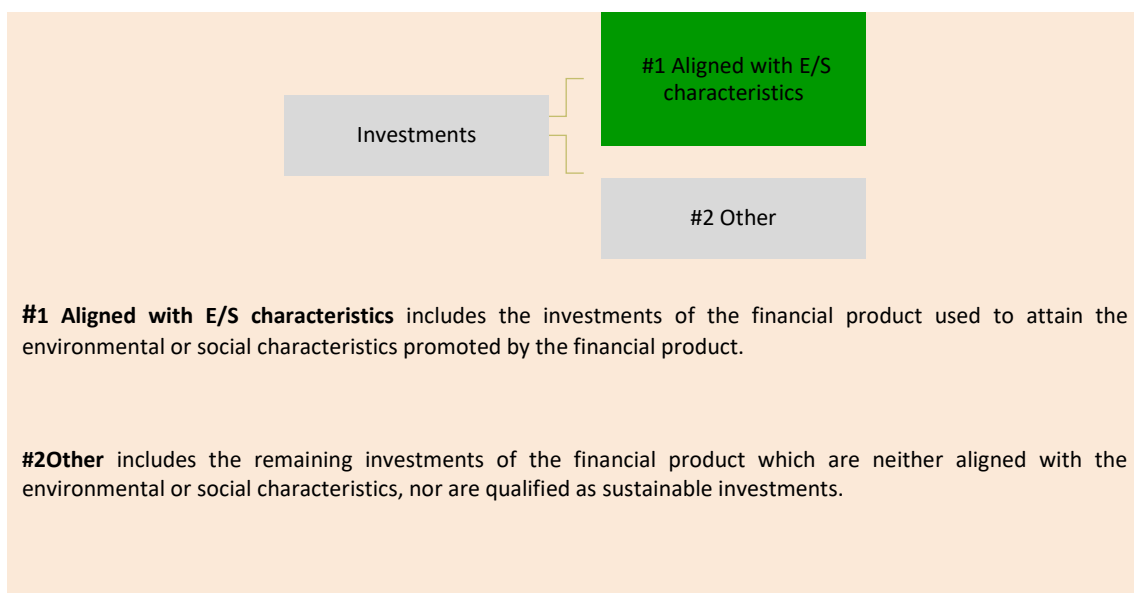 #1 Aligned with E/S
characteristics
Investments
#2 Other
#1 Aligned with E/S characteristics includes the investments of the financial product used to attain the
environmental or social characteristics promoted by the financial product.
#2Other includes the remaining investments of the financial product which are neither aligned with the
environmental or social characteristics, nor are qualified as sustainable investments.